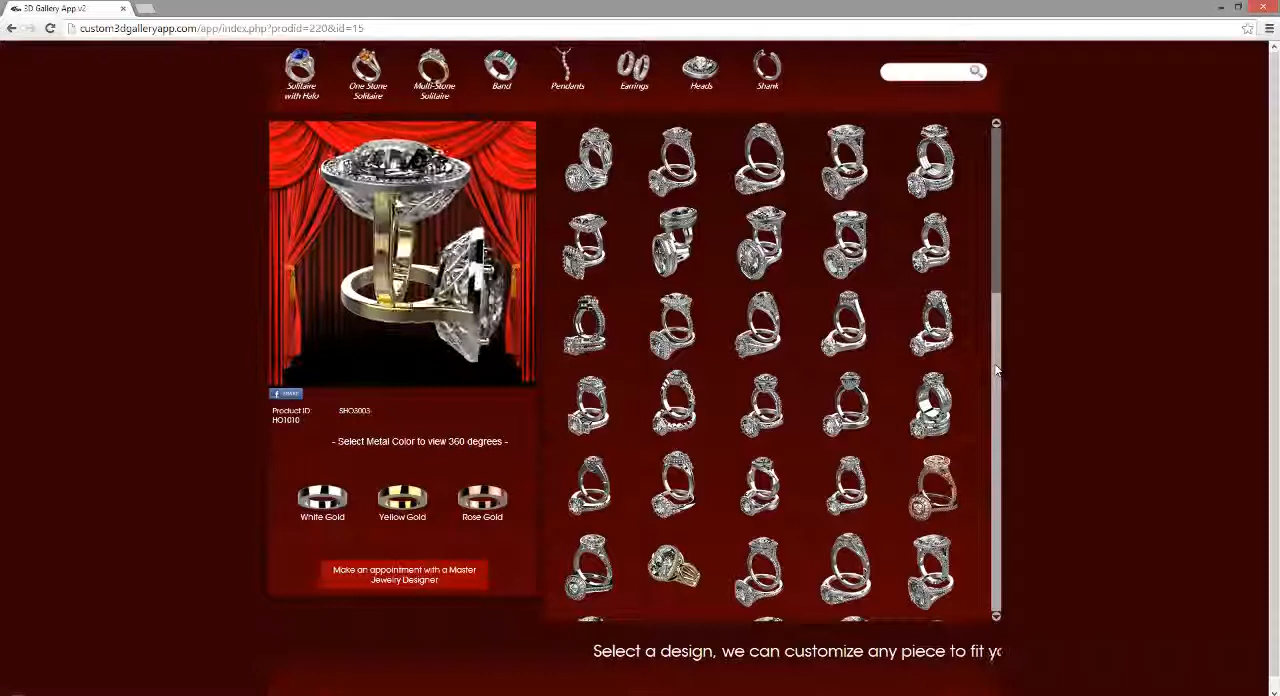 3D Gallery App.v2
custom3dgalleryapp.com/app/index.php?prodid=220&id=15
Solitaire with Halo
One Stone Solitaire
Multi-Stone Solitaire
Band
Pendants
Earrings
Heads
Shank
SHARE
Product ID: SHO3003
HO1010
- Select Metal Color to view 360 degrees -
White Gold
Yellow Gold
Rose Gold
Make an appointment with a Master
Jewelry Designer
Select a design, we can customize any piece to fit yo